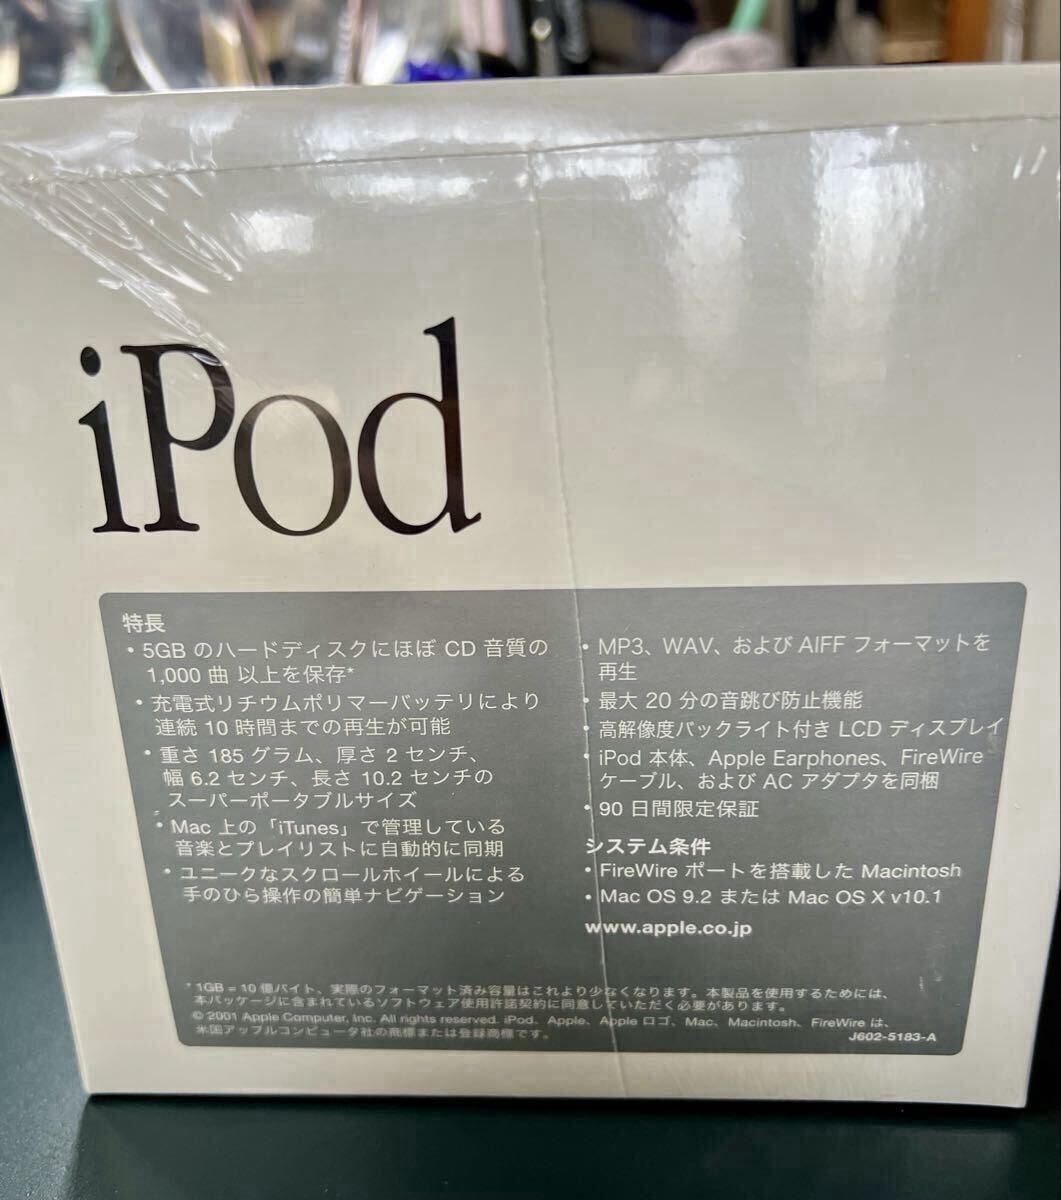 iPod
特長
• 5GB のハードディスクにほぼ CD 音質の
1,000 曲 以上を保存*
• 充電式リチウムポリマーバッテリにより
連続 10 時間までの再生が可能
• 重さ 185 グラム、厚さ 2 センチ、
幅 6.2 センチ、長さ 10.2 センチの
スーパーポータブルサイズ
• Mac 上の「iTunes」で管理している
音楽とプレイリストに自動的に同期
• ユニークなスクロールホイールによる
手のひら操作の簡単ナビゲーション
• MP3、WAV、および AIFF フォーマットを
再生
• 最大 20 分の音跳び防止機能
• 高解像度バックライト付き LCD ディスプレイ
• iPod 本体、Apple Earphones、FireWire
ケーブル、および AC アダプタを同梱
• 90 日間限定保証
システム条件
• FireWire ポートを搭載した Macintosh
• Mac OS 9.2 または Mac OS X v10.1
www.apple.co.jp
* 1GB = 10 億バイト、実際のフォーマット済み容量はこれより少なくなります。本製品を使用するためには、
本パッケージに含まれているソフトウェア使用許諾契約に同意していただく必要があります。
© 2001 Apple Computer, Inc. All rights reserved. iPod、Apple、Apple ロゴ、Mac、Macintosh、FireWire は、
米国アップルコンピュータ社の商標または登録商標です。
J602-5183-A